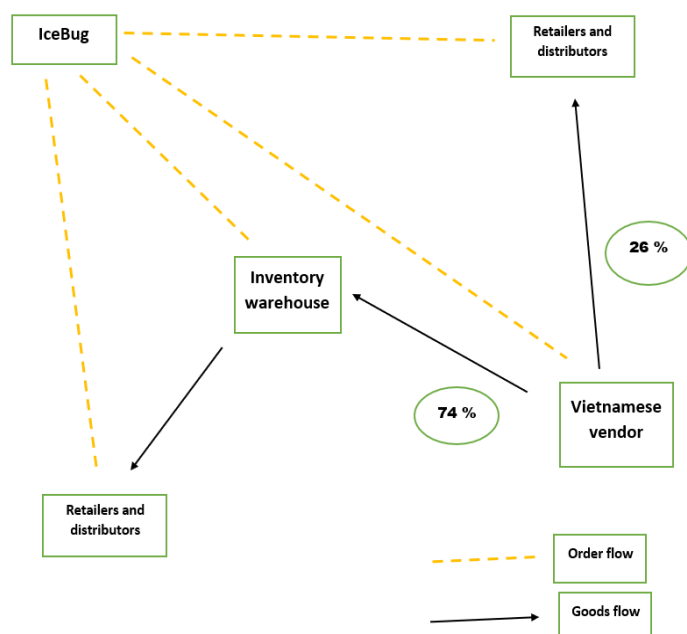 IceBug
Retailers and
distributors
26 %
Inventory
warehouse
74 %
Vietnamese
vendor
Retailers and
distributors
Order flow
Goods flow